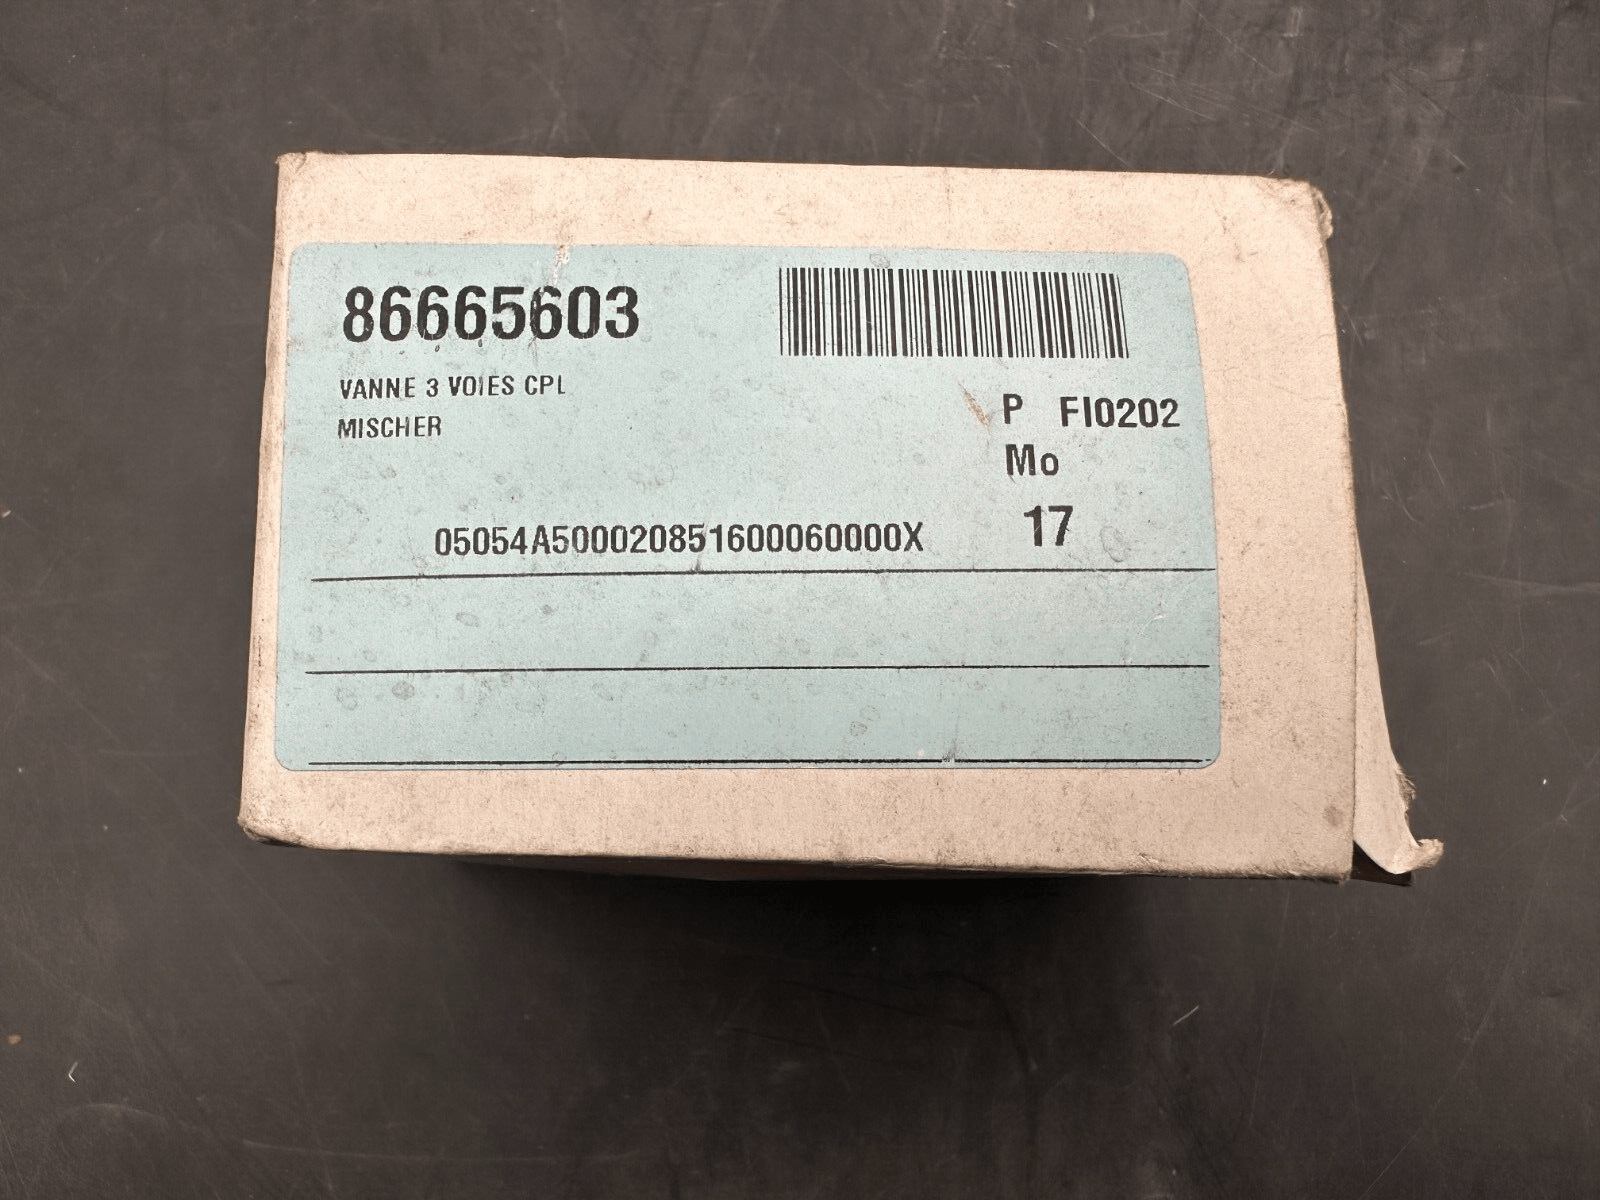 86665603
VANNE 3 VOIES CPL
MISCHER
P FI0202
Mo
05054A500020851600060000X 17